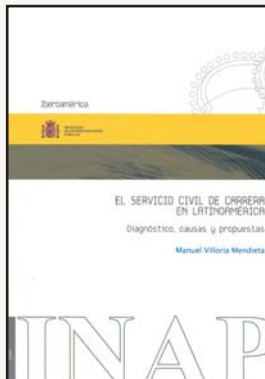 Iberoamérica
EL SERVICIO CIVIL DE CARRERA
EN LATINOAMÉRICA
Diagnóstico, causas y propuestas
Manuel Villoria Mendieta
INAP